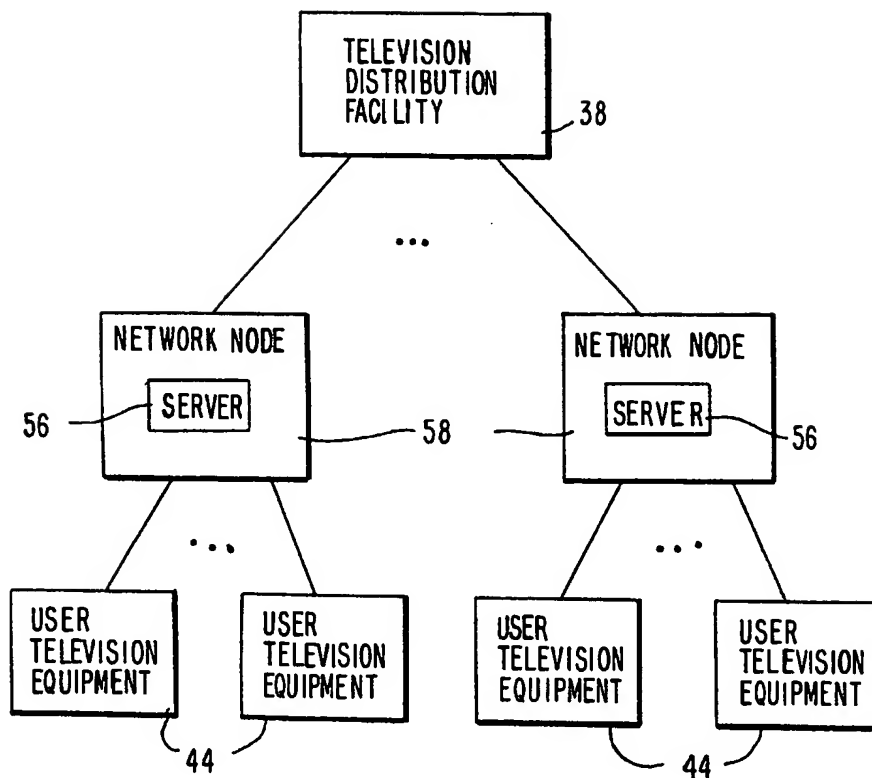 TELEVISION
DISTRIBUTION
FACILITY
38
...
NETWORK NODE
SERVER
56
58
NETWORK NODE
SERVER
56
...
...
USER
TELEVISION
EQUIPMENT
USER
TELEVISION
EQUIPMENT
USER
TELEVISION
EQUIPMENT
USER
TELEVISION
EQUIPMENT
44
44